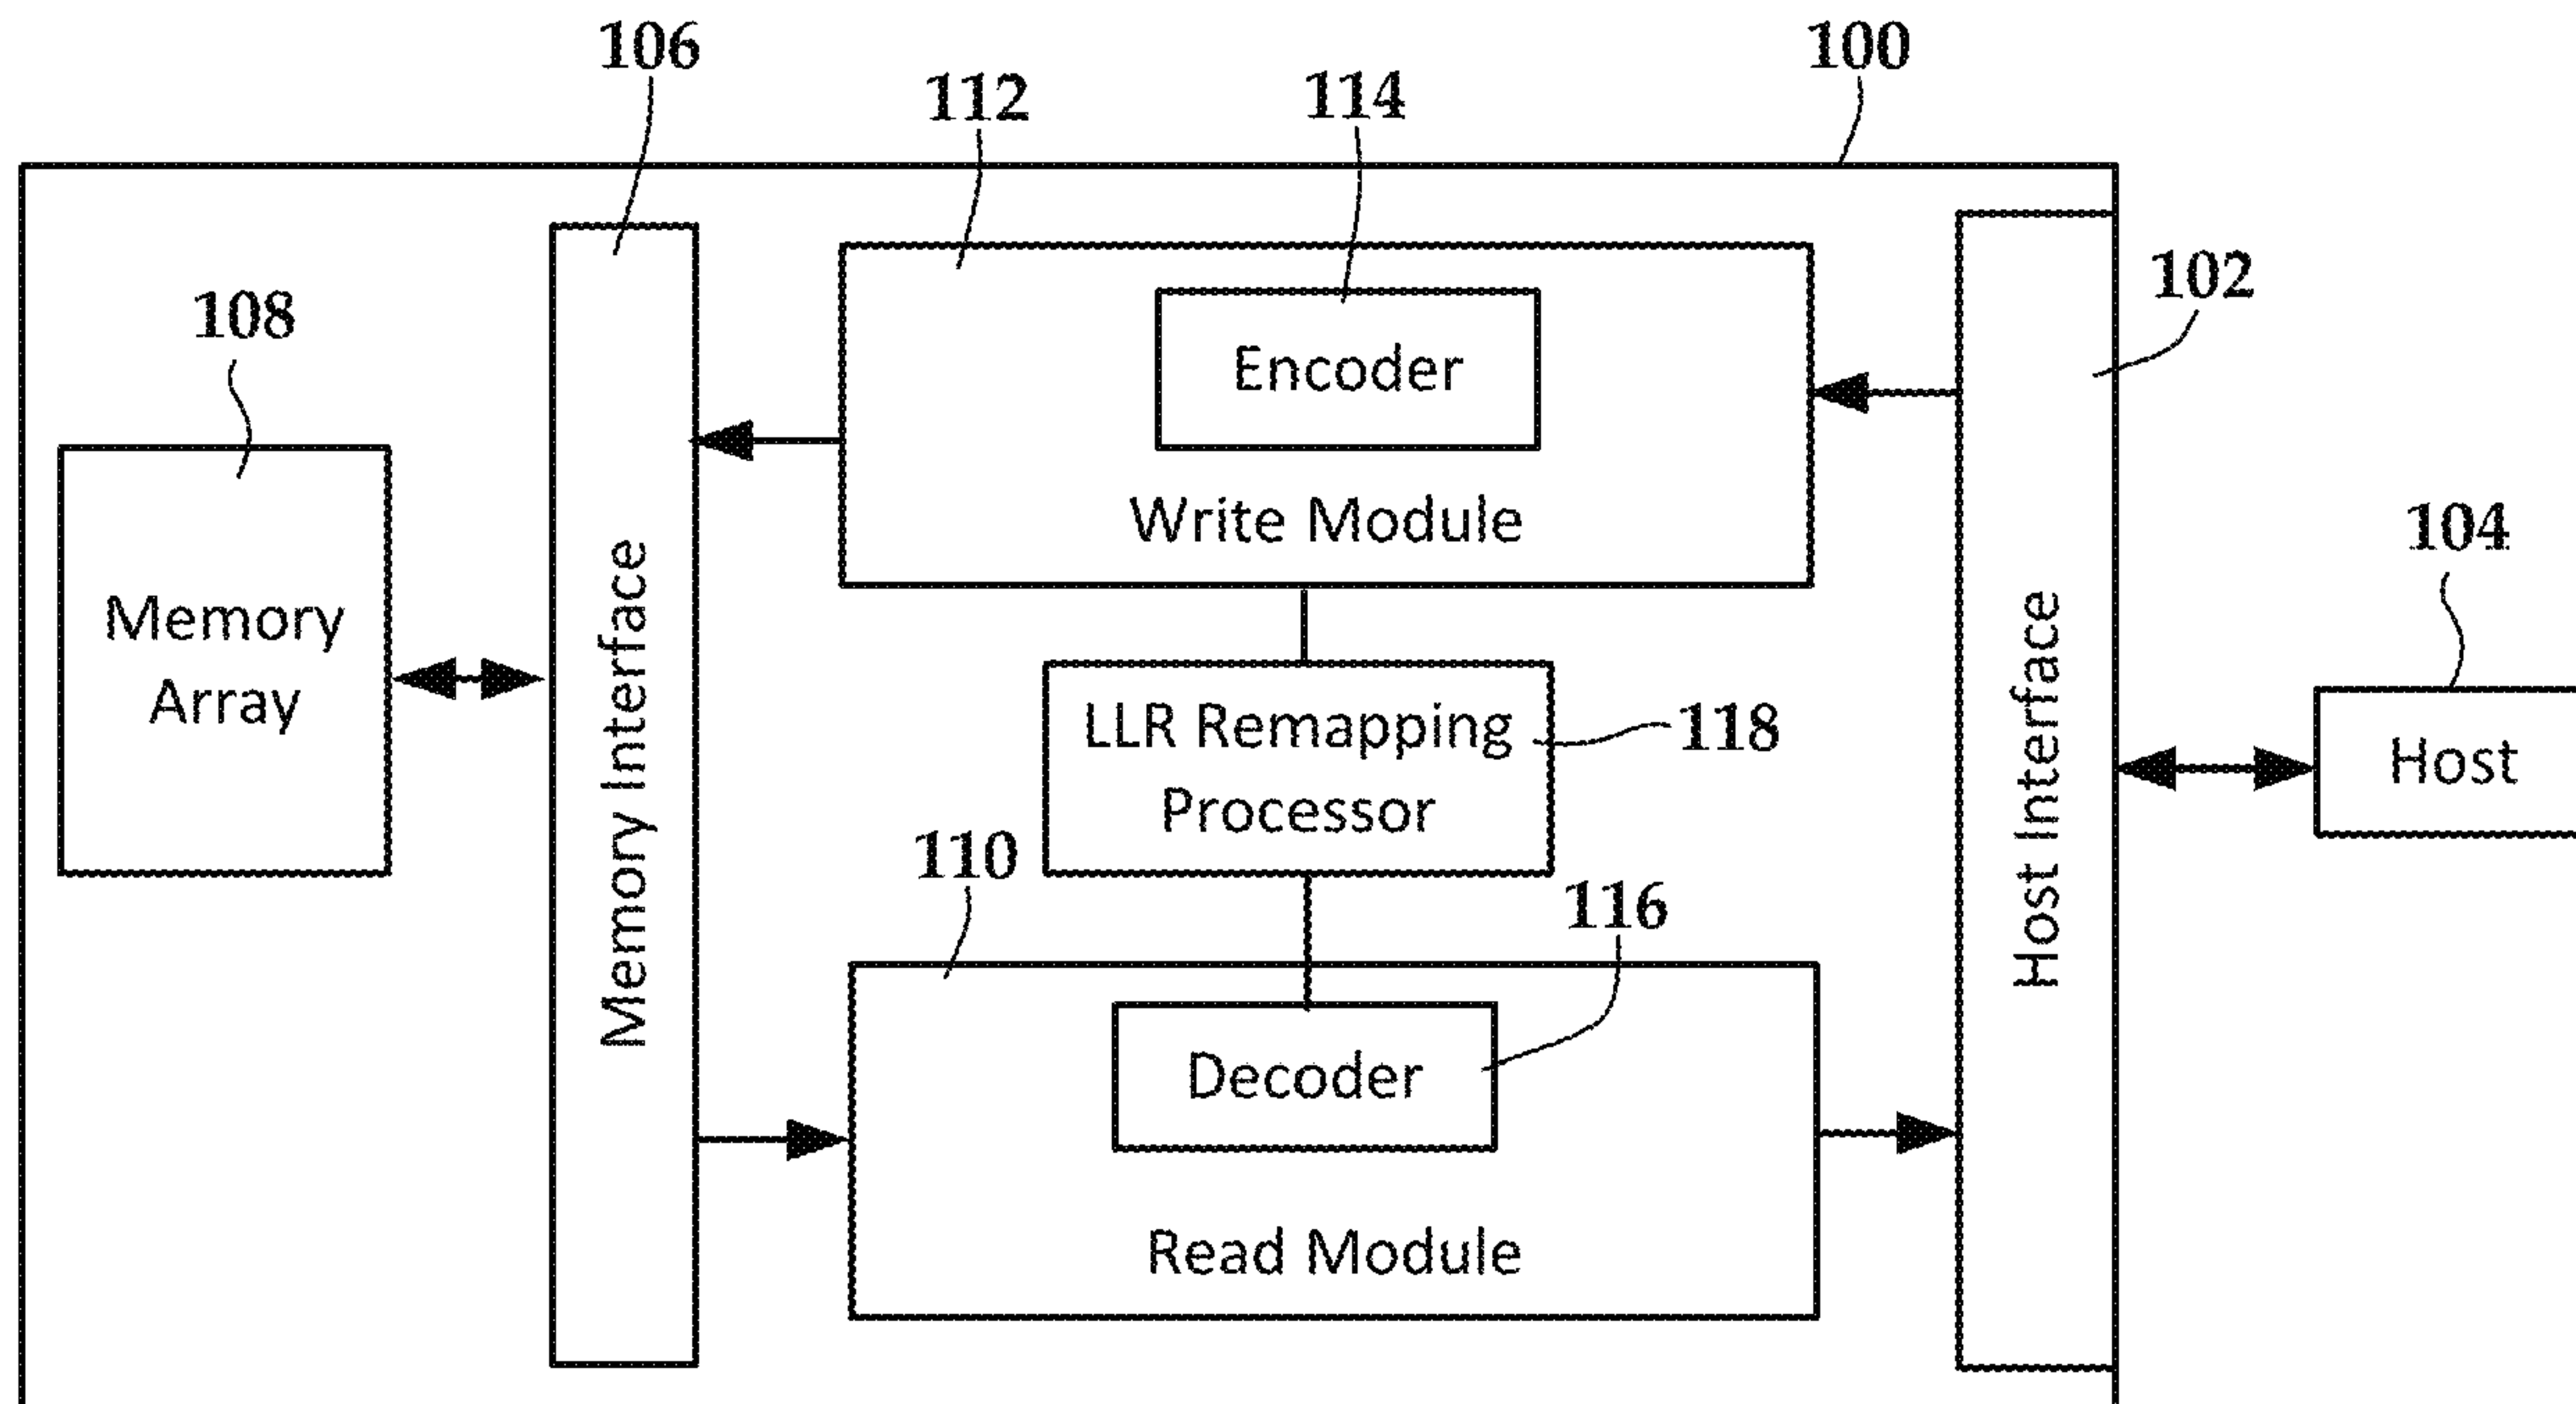 106
100
112
114
102
108
Encoder
104
Write Module
Memory
Array
Memory Interface
LLR Remapping
Processor
118
Host Interface
Host
110
116
Decoder
Read Module